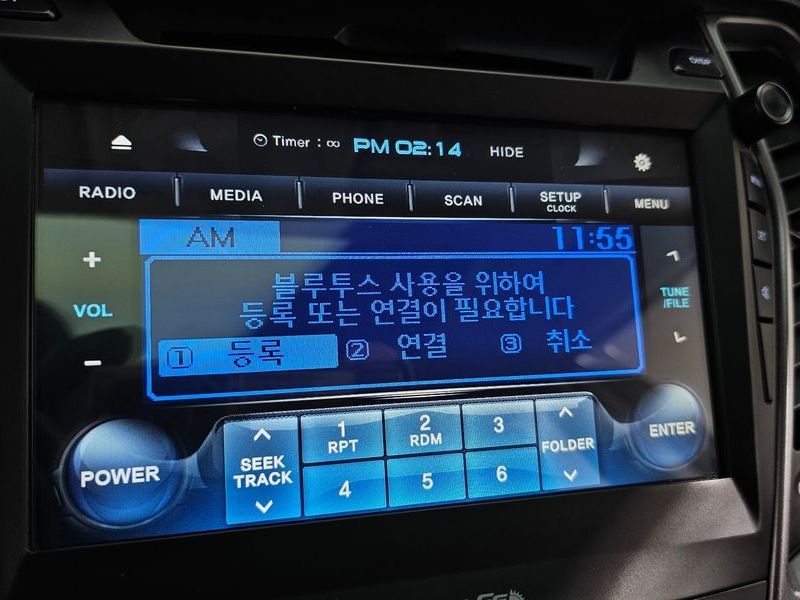 DISP
Timer : ∞ PM 02:14 HIDE
RADIO MEDIA PHONE SCAN SETUP CLOCK MENU
AM 11:55
+ VOL −
블루투스 사용을 위하여
등록 또는 연결이 필요합니다
1 등록 2 연결 3 취소
TUNE
/FILE
POWER
SEEK
TRACK
1 RPT 2 RDM 3
4 5 6
FOLDER
ENTER